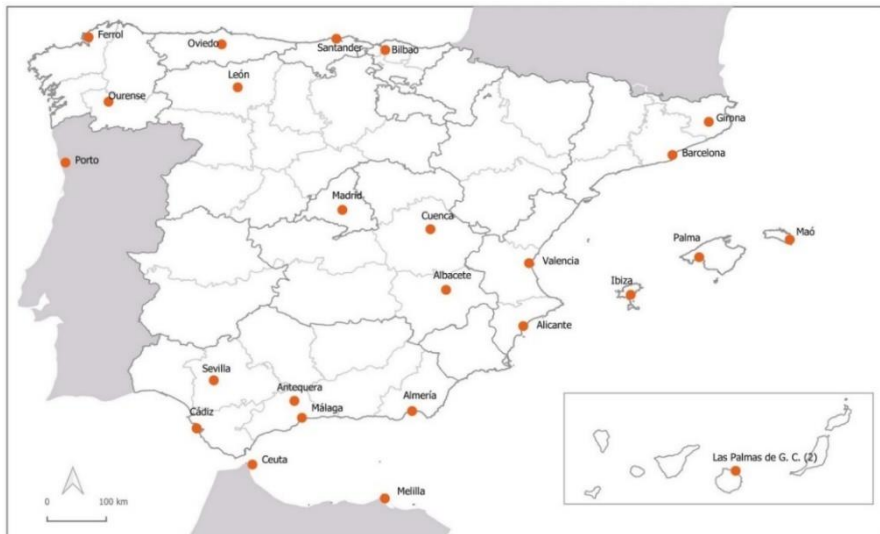 Ferrol
Oviedo
Santander
Bilbao
León
Ourense
Girona
Barcelona
Porto
Madrid
Cuenca
Maó
Palma
Valencia
Ibiza
Albacete
Alicante
Sevilla
Antequera
Almería
Cádiz
Málaga
Las Palmas de G. C. (2)
Ceuta
Melilla
0 100 km